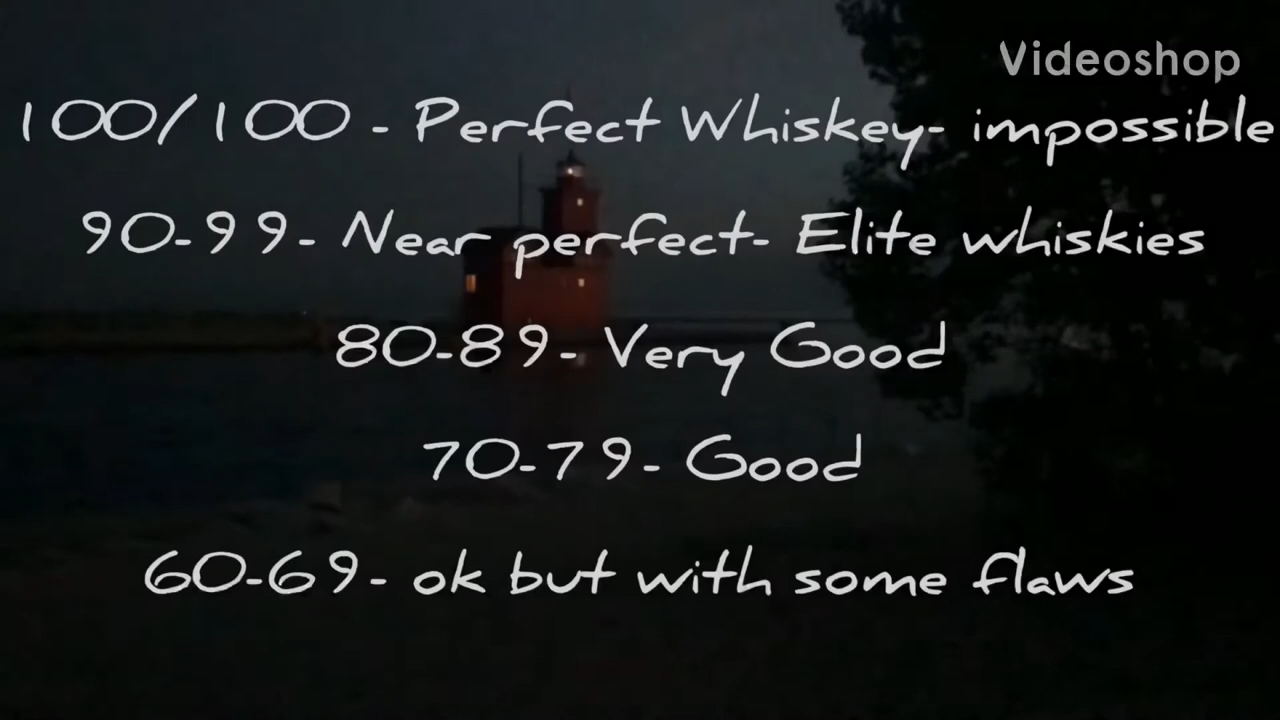 Videoshop
100/100 - Perfect Whiskey- impossible
90-99- Near perfect- Elite whiskies
80-89- Very Good
70-79- Good
60-69- ok but with some flaws